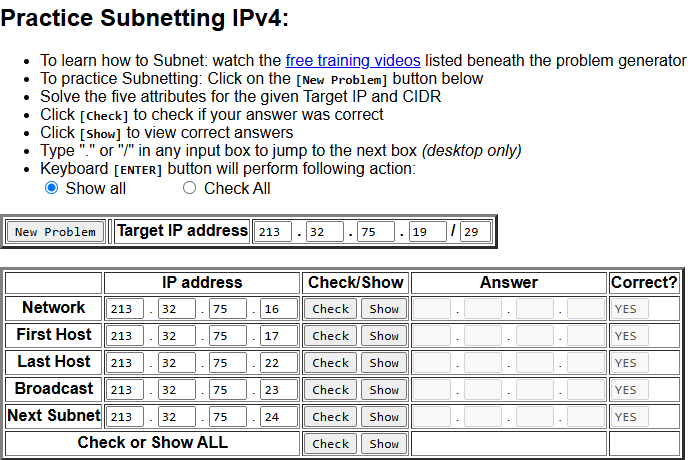 Practice Subnetting IPv4:
To learn how to Subnet: watch the free training videos listed beneath the problem generator
To practice Subnetting: Click on the [New Problem] button below
Solve the five attributes for the given Target IP and CIDR
Click [Check] to check if your answer was correct
Click [Show] to view correct answers
Type "." or "/" in any input box to jump to the next box (desktop only)
Keyboard [ENTER] button will perform following action:
Show all Check All
New Problem Target IP address 213 . 32 . 75 . 19 / 29
IP address Check/Show Answer Correct?
Network 213 . 32 . 75 . 16 Check Show . . . YES
First Host 213 . 32 . 75 . 17 Check Show . . . YES
Last Host 213 . 32 . 75 . 22 Check Show . . . YES
Broadcast 213 . 32 . 75 . 23 Check Show . . . YES
Next Subnet 213 . 32 . 75 . 24 Check Show . . . YES
Check or Show ALL Check Show